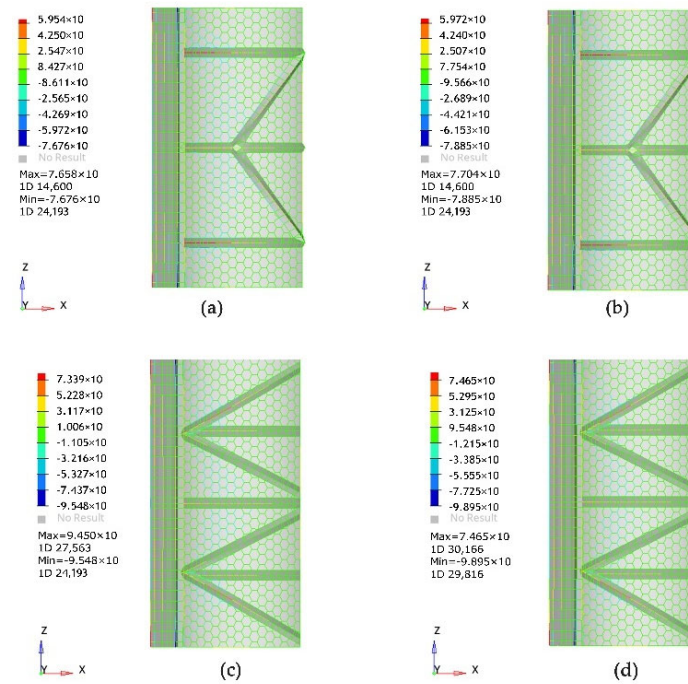 5.954×10
4.250×10
2.547×10
8.427×10
-8.611×10
-2.565×10
-4.269×10
-5.972×10
-7.676×10
No Result
Max=7.658×10
1D 14,600
Min=-7.676×10
1D 24,193
Z
Y
X
(a)
5.972×10
4.240×10
2.507×10
7.754×10
-9.566×10
-2.689×10
-4.421×10
-6.153×10
-7.885×10
No Result
Max=7.704×10
1D 14,600
Min=-7.885×10
1D 24,193
Z
Y
X
(b)
7.339×10
5.228×10
3.117×10
1.006×10
-1.105×10
-3.216×10
-5.327×10
-7.437×10
-9.548×10
No Result
Max=9.450×10
1D 27,563
Min=-9.548×10
1D 24,193
Z
Y
X
(c)
7.465×10
5.295×10
3.125×10
9.548×10
-1.215×10
-3.385×10
-5.555×10
-7.725×10
-9.895×10
No Result
Max=7.465×10
1D 30,166
Min=-9.895×10
1D 29,816
Z
Y
X
(d)